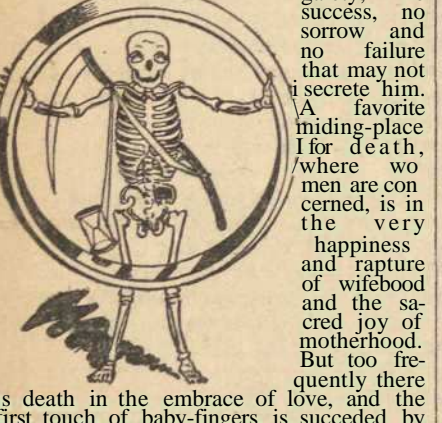 success, no
sorrow and
no failure
that may not
i secrete him.
\A favorite
miding-place
I for death,
/where wo
men are con
cerned, is in
the very
happiness
and rapture
of wifebood
and the sa-
cred joy of
motherhood.
But too fre-
quently there
s death in the embrace of love, and the
first touch of baby-fingers is succeded by